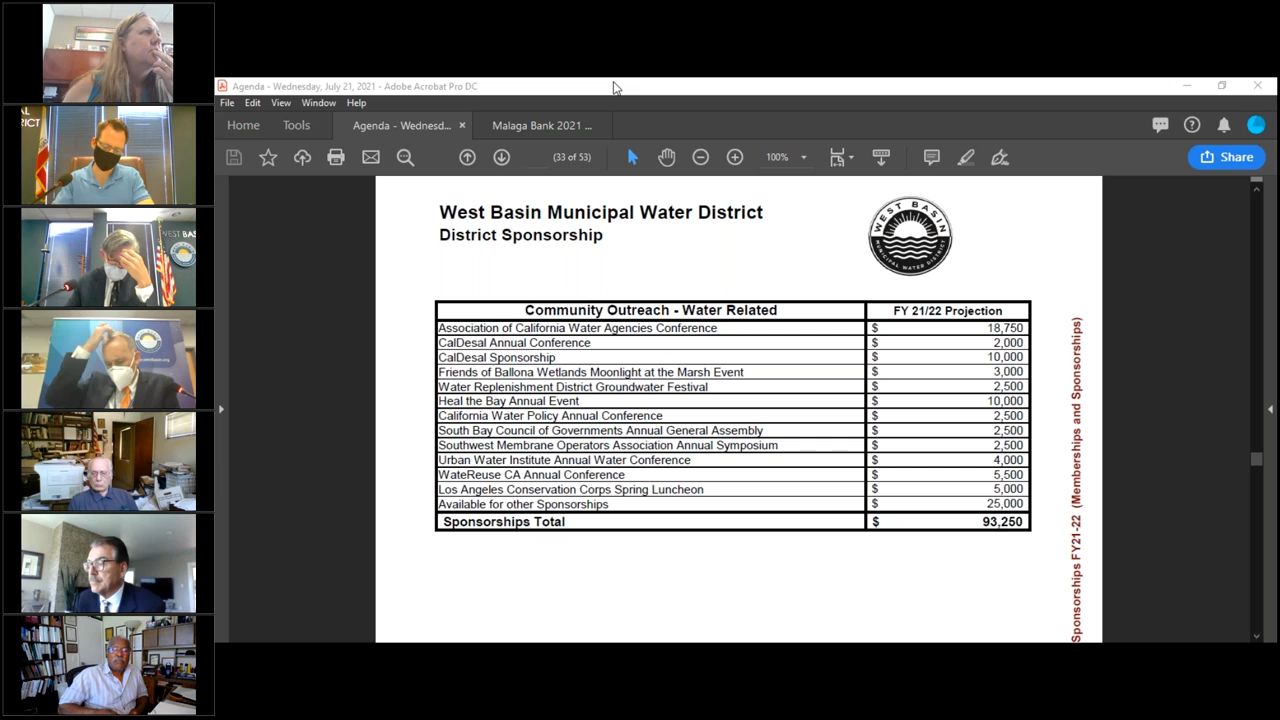 Agenda - Wednesday, July 21, 2021 - Adobe Acrobat Pro DC
File Edit View Window Help
Home Tools Agenda - Wednesd... × Malaga Bank 2021 ...
(33 of 53) 100% Share
West Basin Municipal Water District
District Sponsorship
WEST BASIN
MUNICIPAL WATER DISTRICT
Community Outreach - Water Related FY 21/22 Projection
Association of California Water Agencies Conference $ 18,750
CalDesal Annual Conference $ 2,000
CalDesal Sponsorship $ 10,000
Friends of Ballona Wetlands Moonlight at the Marsh Event $ 3,000
Water Replenishment District Groundwater Festival $ 2,500
Heal the Bay Annual Event $ 10,000
California Water Policy Annual Conference $ 2,500
South Bay Council of Governments Annual General Assembly $ 2,500
Southwest Membrane Operators Association Annual Symposium $ 2,500
Urban Water Institute Annual Water Conference $ 4,000
WateReuse CA Annual Conference $ 5,500
Los Angeles Conservation Corps Spring Luncheon $ 5,000
Available for other Sponsorships $ 25,000
Sponsorships Total $ 93,250
Sponsorships FY21-22 (Memberships and Sponsorships)